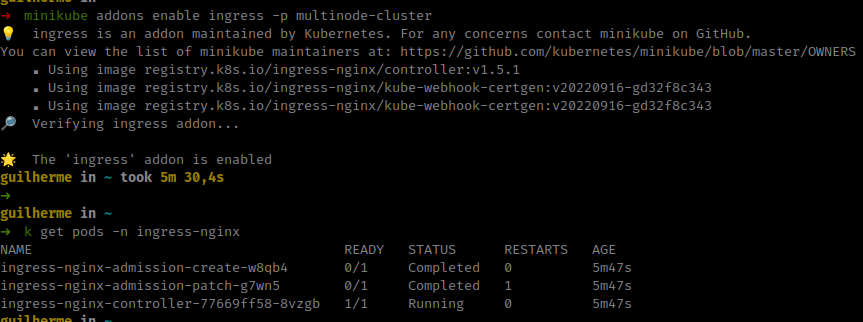 ➜ minikube addons enable ingress -p multinode-cluster
💡 ingress is an addon maintained by Kubernetes. For any concerns contact minikube on GitHub.
You can view the list of minikube maintainers at: https://github.com/kubernetes/minikube/blob/master/OWNERS
▪ Using image registry.k8s.io/ingress-nginx/controller:v1.5.1
▪ Using image registry.k8s.io/ingress-nginx/kube-webhook-certgen:v20220916-gd32f8c343
▪ Using image registry.k8s.io/ingress-nginx/kube-webhook-certgen:v20220916-gd32f8c343
🔎 Verifying ingress addon...
🌟 The 'ingress' addon is enabled
guilherme in ~ took 5m 30,4s
➜
guilherme in ~
➜ k get pods -n ingress-nginx
NAME READY STATUS RESTARTS AGE
ingress-nginx-admission-create-w8qb4 0/1 Completed 0 5m47s
ingress-nginx-admission-patch-g7wn5 0/1 Completed 1 5m47s
ingress-nginx-controller-77669ff58-8vzgb 1/1 Running 0 5m47s
guilherme in ~